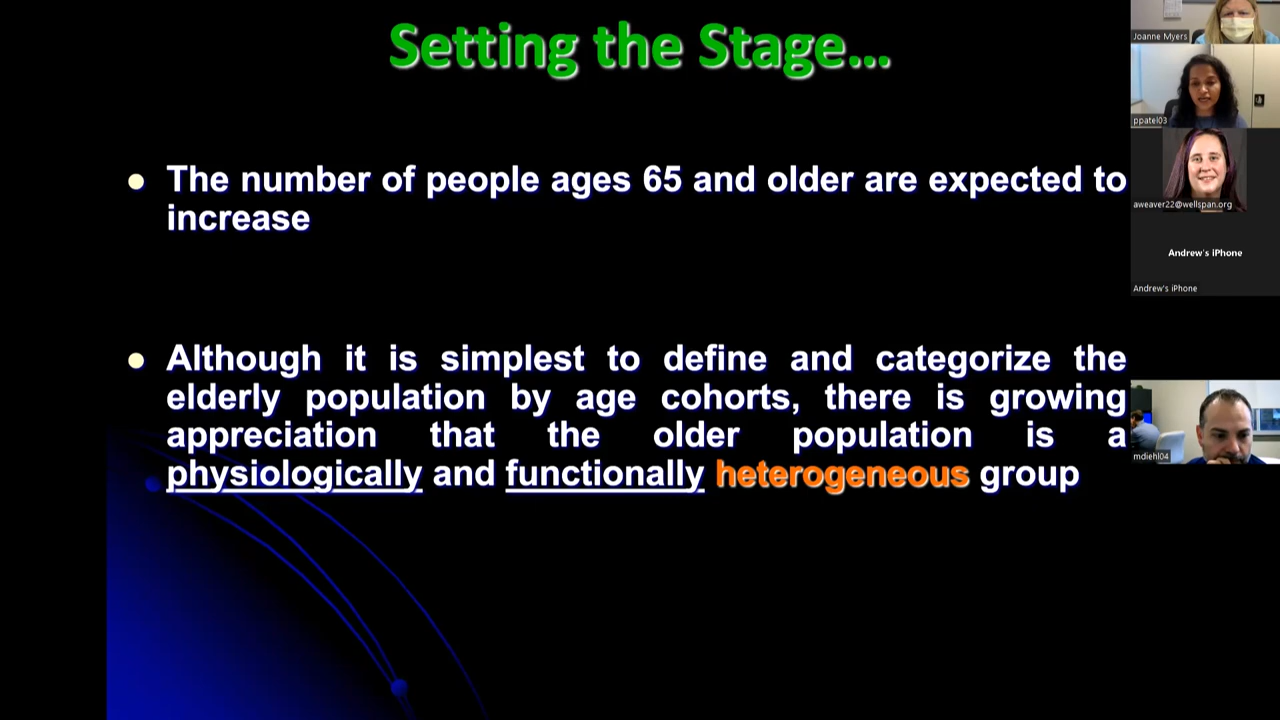 Setting the Stage...
The number of people ages 65 and older are expected to
increase
Although it is simplest to define and categorize the
elderly population by age cohorts, there is growing
appreciation that the older population is a
physiologically and functionally heterogeneous group
Joanne Myers
ppatel03
aweaver22@wellspan.org
Andrew's iPhone
Andrew's iPhone
mdiehl04